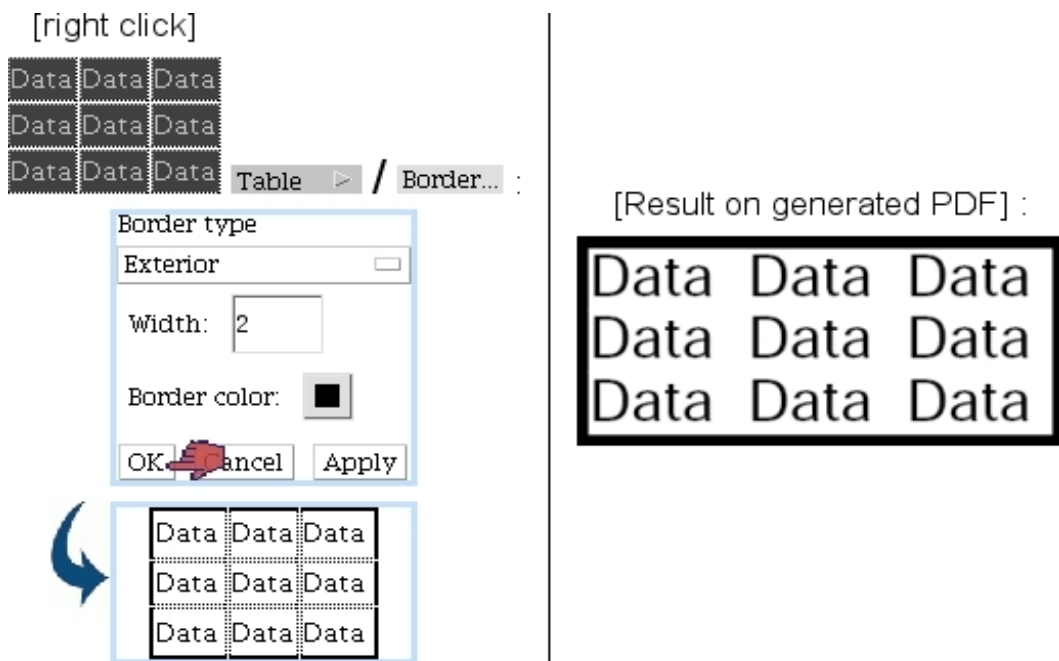 [right click]
Data Data Data
Data Data Data
Data Data Data
Table / Border... :
Border type
Exterior
Width: 2
Border color:
OK Cancel Apply
Data Data Data
Data Data Data
Data Data Data
[Result on generated PDF] :
Data Data Data
Data Data Data
Data Data Data